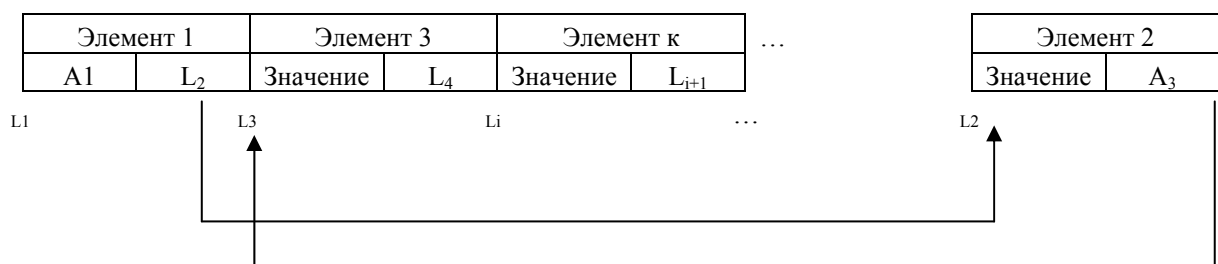 Элемент 1 Элемент 3 Элемент к ... Элемент 2
A1 L₂ Значение L₄ Значение Lᵢ₊₁ Значение A₃
L1 L3 Li ... L2